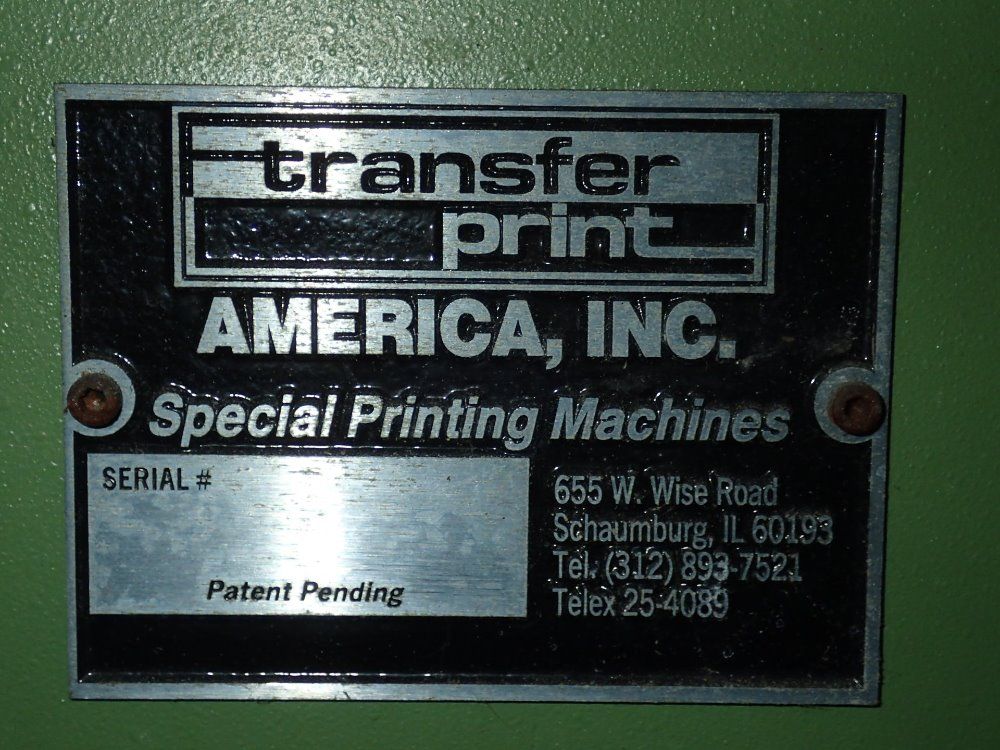 transfer
print
AMERICA, INC.
Special Printing Machines
SERIAL #
Patent Pending
655 W. Wise Road
Schaumburg, IL 60193
Tel. (312) 893-7521
Telex 25-4089